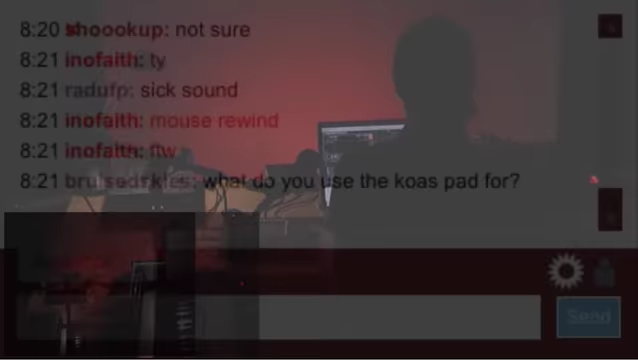 8:20 shoookup: not sure
8:21 inofaith: ty
8:21 radufp: sick sound
8:21 inofaith: mouse rewind
8:21 inofaith: ftw
8:21 bruisedskies: what do you use the koas pad for?
Send